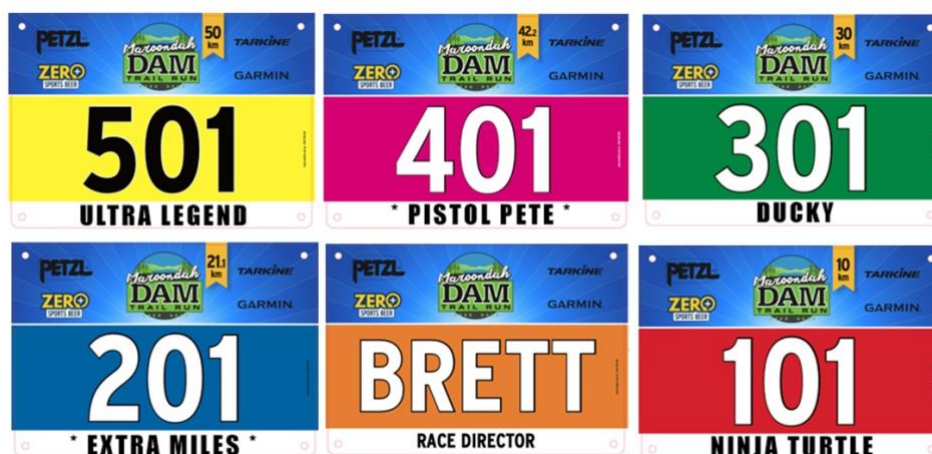 PETZL
ZERO
SPORTS BEER
Maroondah
DAM
TRAIL RUN
50
km
TARKINE
GARMIN
501
ULTRA LEGEND
PETZL
ZERO
SPORTS BEER
Maroondah
DAM
TRAIL RUN
42.2
km
TARKINE
GARMIN
401
* PISTOL PETE *
PETZL
ZERO
SPORTS BEER
Maroondah
DAM
TRAIL RUN
30
km
TARKINE
GARMIN
301
DUCKY
PETZL
ZERO
SPORTS BEER
Maroondah
DAM
TRAIL RUN
21.1
km
TARKINE
GARMIN
201
* EXTRA MILES *
PETZL
ZERO
SPORTS BEER
Maroondah
DAM
TRAIL RUN
TARKINE
GARMIN
BRETT
RACE DIRECTOR
PETZL
ZERO
SPORTS BEER
Maroondah
DAM
TRAIL RUN
10
km
TARKINE
GARMIN
101
NINJA TURTLE